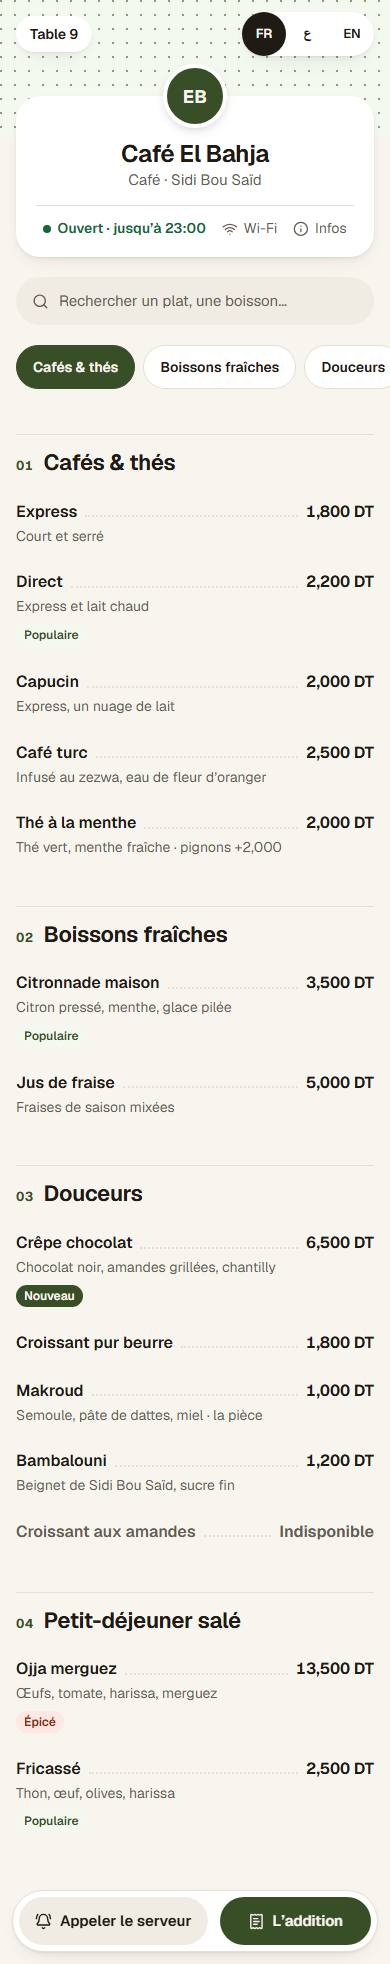 Table 9
FR ع EN
EB
Café El Bahja
Café · Sidi Bou Saïd
Ouvert · jusqu'à 23:00 Wi-Fi Infos
Rechercher un plat, une boisson...
Cafés & thés Boissons fraîches Douceurs
01 Cafés & thés
Express 1,800 DT
Court et serré
Direct 2,200 DT
Express et lait chaud
Populaire
Capucin 2,000 DT
Express, un nuage de lait
Café turc 2,500 DT
Infusé au zezwa, eau de fleur d'oranger
Thé à la menthe 2,000 DT
Thé vert, menthe fraîche · pignons +2,000
02 Boissons fraîches
Citronnade maison 3,500 DT
Citron pressé, menthe, glace pilée
Populaire
Jus de fraise 5,000 DT
Fraises de saison mixées
03 Douceurs
Crêpe chocolat 6,500 DT
Chocolat noir, amandes grillées, chantilly
Nouveau
Croissant pur beurre 1,800 DT
Makroud 1,000 DT
Semoule, pâte de dattes, miel · la pièce
Bambalouni 1,200 DT
Beignet de Sidi Bou Saïd, sucre fin
Croissant aux amandes Indisponible
04 Petit-déjeuner salé
Ojja merguez 13,500 DT
Œufs, tomate, harissa, merguez
Épicé
Fricassé 2,500 DT
Thon, œuf, olives, harissa
Populaire
Appeler le serveur L'addition